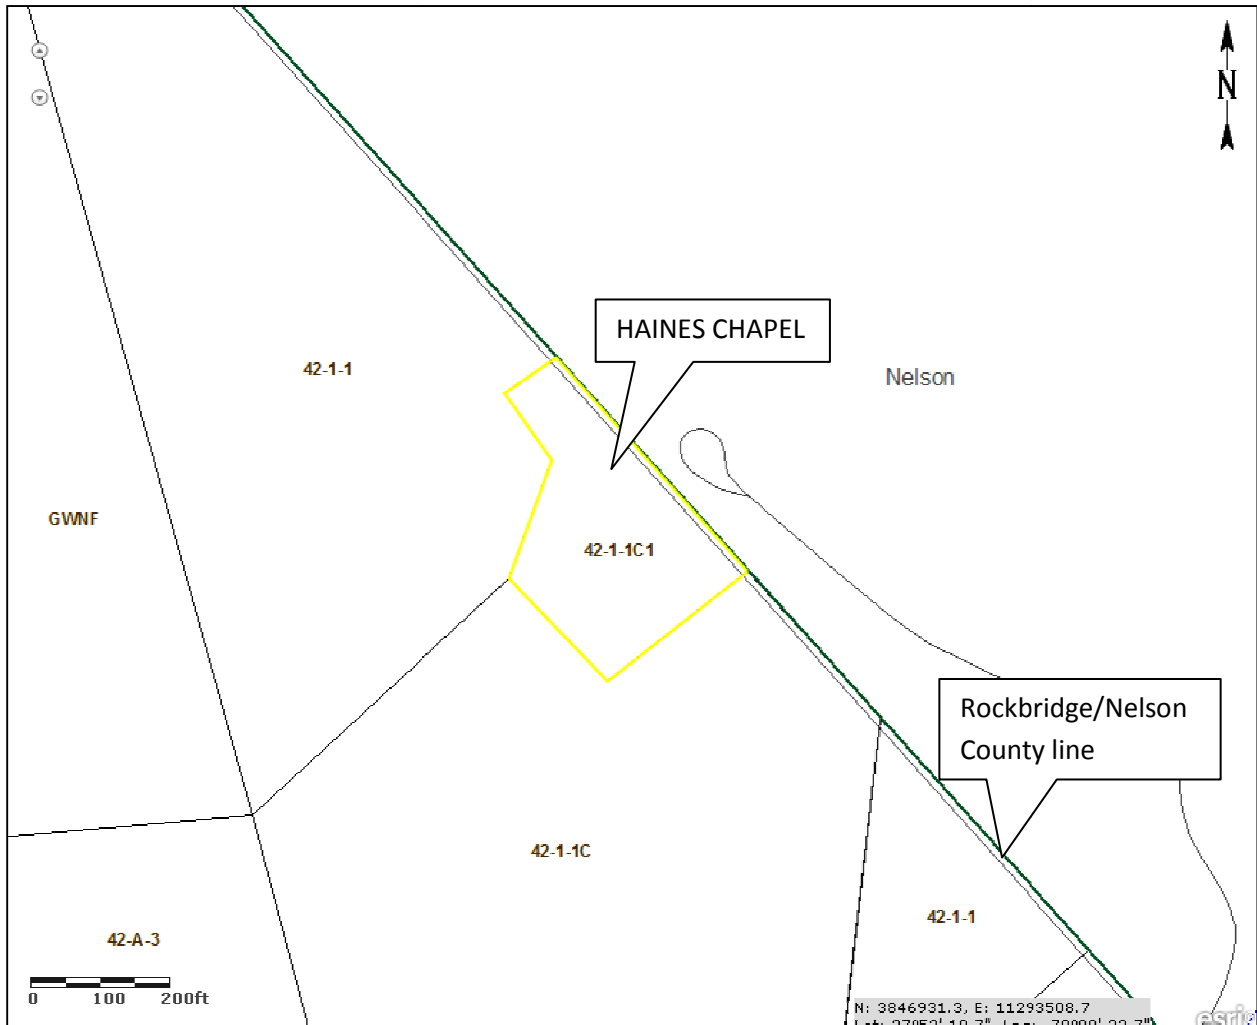 N
HAINES CHAPEL
42-1-1
Nelson
GWNF
42-1-1C1
Rockbridge/Nelson
County line
42-1-1C
42-1-1
42-A-3
0 100 200ft
N: 3846931.3, E: 11293508.7
esri